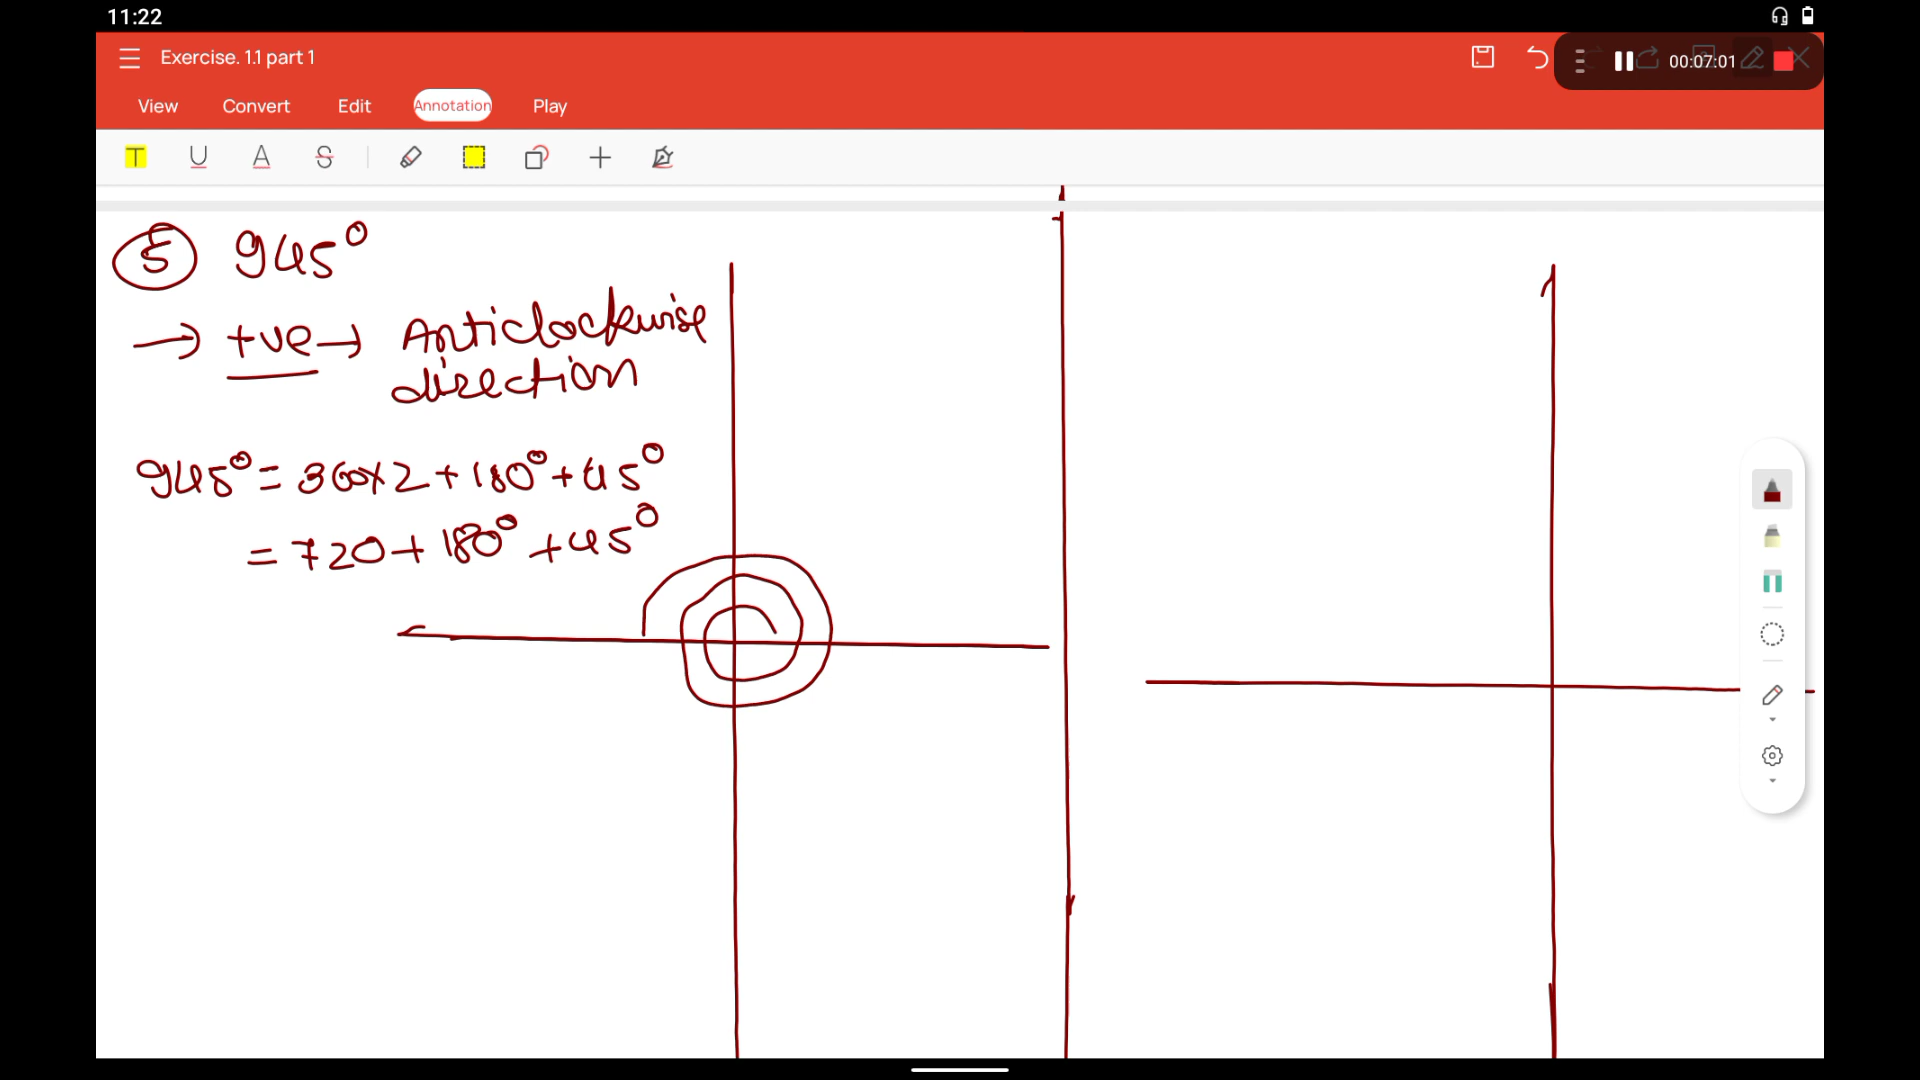 11:22
Exercise. 1.1 part 1
00:07:01
View Convert Edit Annotation Play
T U A S
5 945°
→ +ve → Anticlockwise
direction
945° = 360×2 + 180° + 45°
= 720 + 180° + 45°